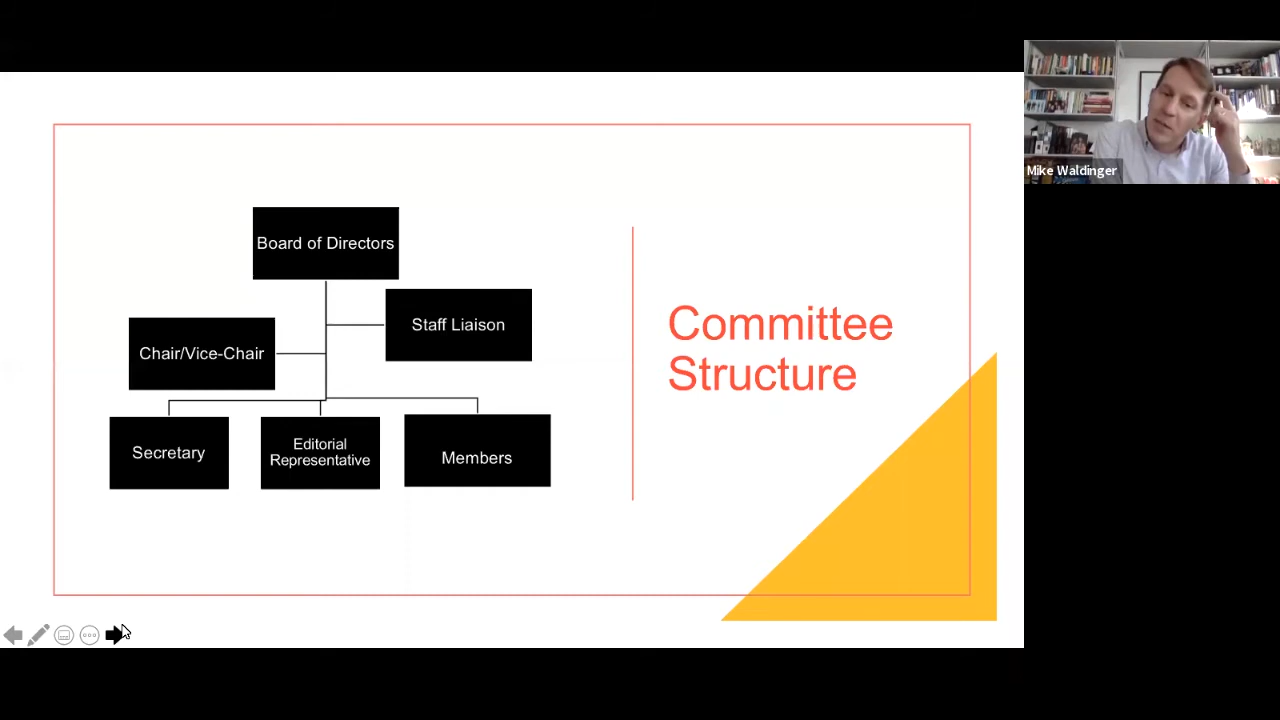 Board of Directors
Staff Liaison
Chair/Vice-Chair
Secretary
Editorial
Representative
Members
Committee
Structure
Mike Waldinger